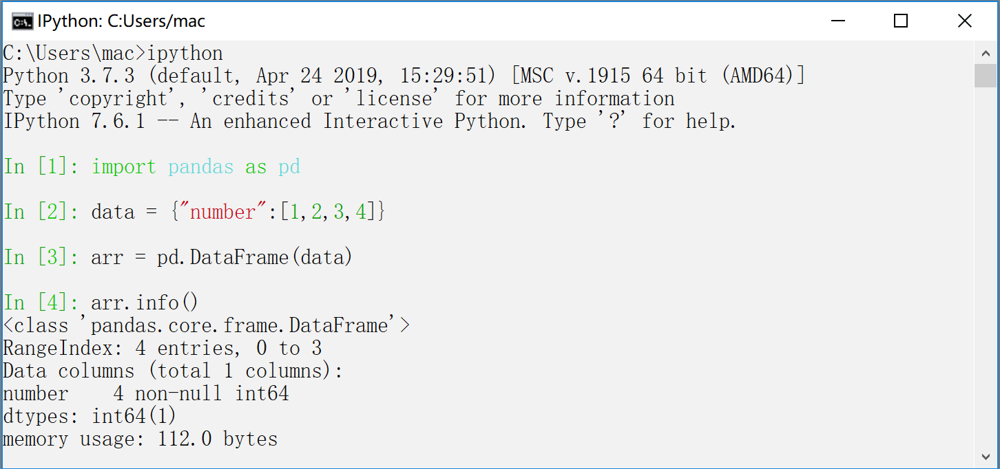 IPython: C:Users/mac
C:\Users\mac>ipython
Python 3.7.3 (default, Apr 24 2019, 15:29:51) [MSC v.1915 64 bit (AMD64)]
Type 'copyright', 'credits' or 'license' for more information
IPython 7.6.1 -- An enhanced Interactive Python. Type '?' for help.
In [1]: import pandas as pd
In [2]: data = {"number":[1,2,3,4]}
In [3]: arr = pd.DataFrame(data)
In [4]: arr.info()
<class 'pandas.core.frame.DataFrame'>
RangeIndex: 4 entries, 0 to 3
Data columns (total 1 columns):
number    4 non-null int64
dtypes: int64(1)
memory usage: 112.0 bytes